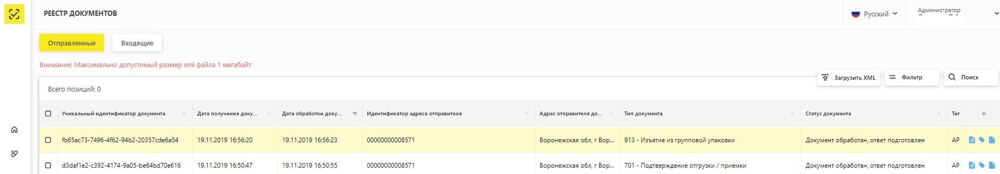 РЕЕСТР ДОКУМЕНТОВ
Русский
Администратор
Отправленные Входящие
Внимание: Максимально допустимый размер xml файла 1 мегабайт
Загрузить XML Фильтр Поиск
Всего позиций: 0
Уникальный идентификатор документа Дата получения доку... Дата обработки доку... Идентификатор адреса отправителя Адрес отправителя до... Тип документа Статус документа Тип
fb65ac73-7496-4f62-94b2-20357cde6a54 19.11.2019 16:56:20 19.11.2019 16:56:23 00000000008571 Воронежская обл, г Вор... 913 - Изъятие из групповой упаковки Документ обработан, ответ подготовлен АР
d3daf1e2-c392-4174-9a05-be64bd70e616 19.11.2019 16:50:47 19.11.2019 16:50:55 00000000008571 Воронежская обл, г Вор... 701 - Подтверждение отгрузки / приемки Документ обработан, ответ подготовлен АР